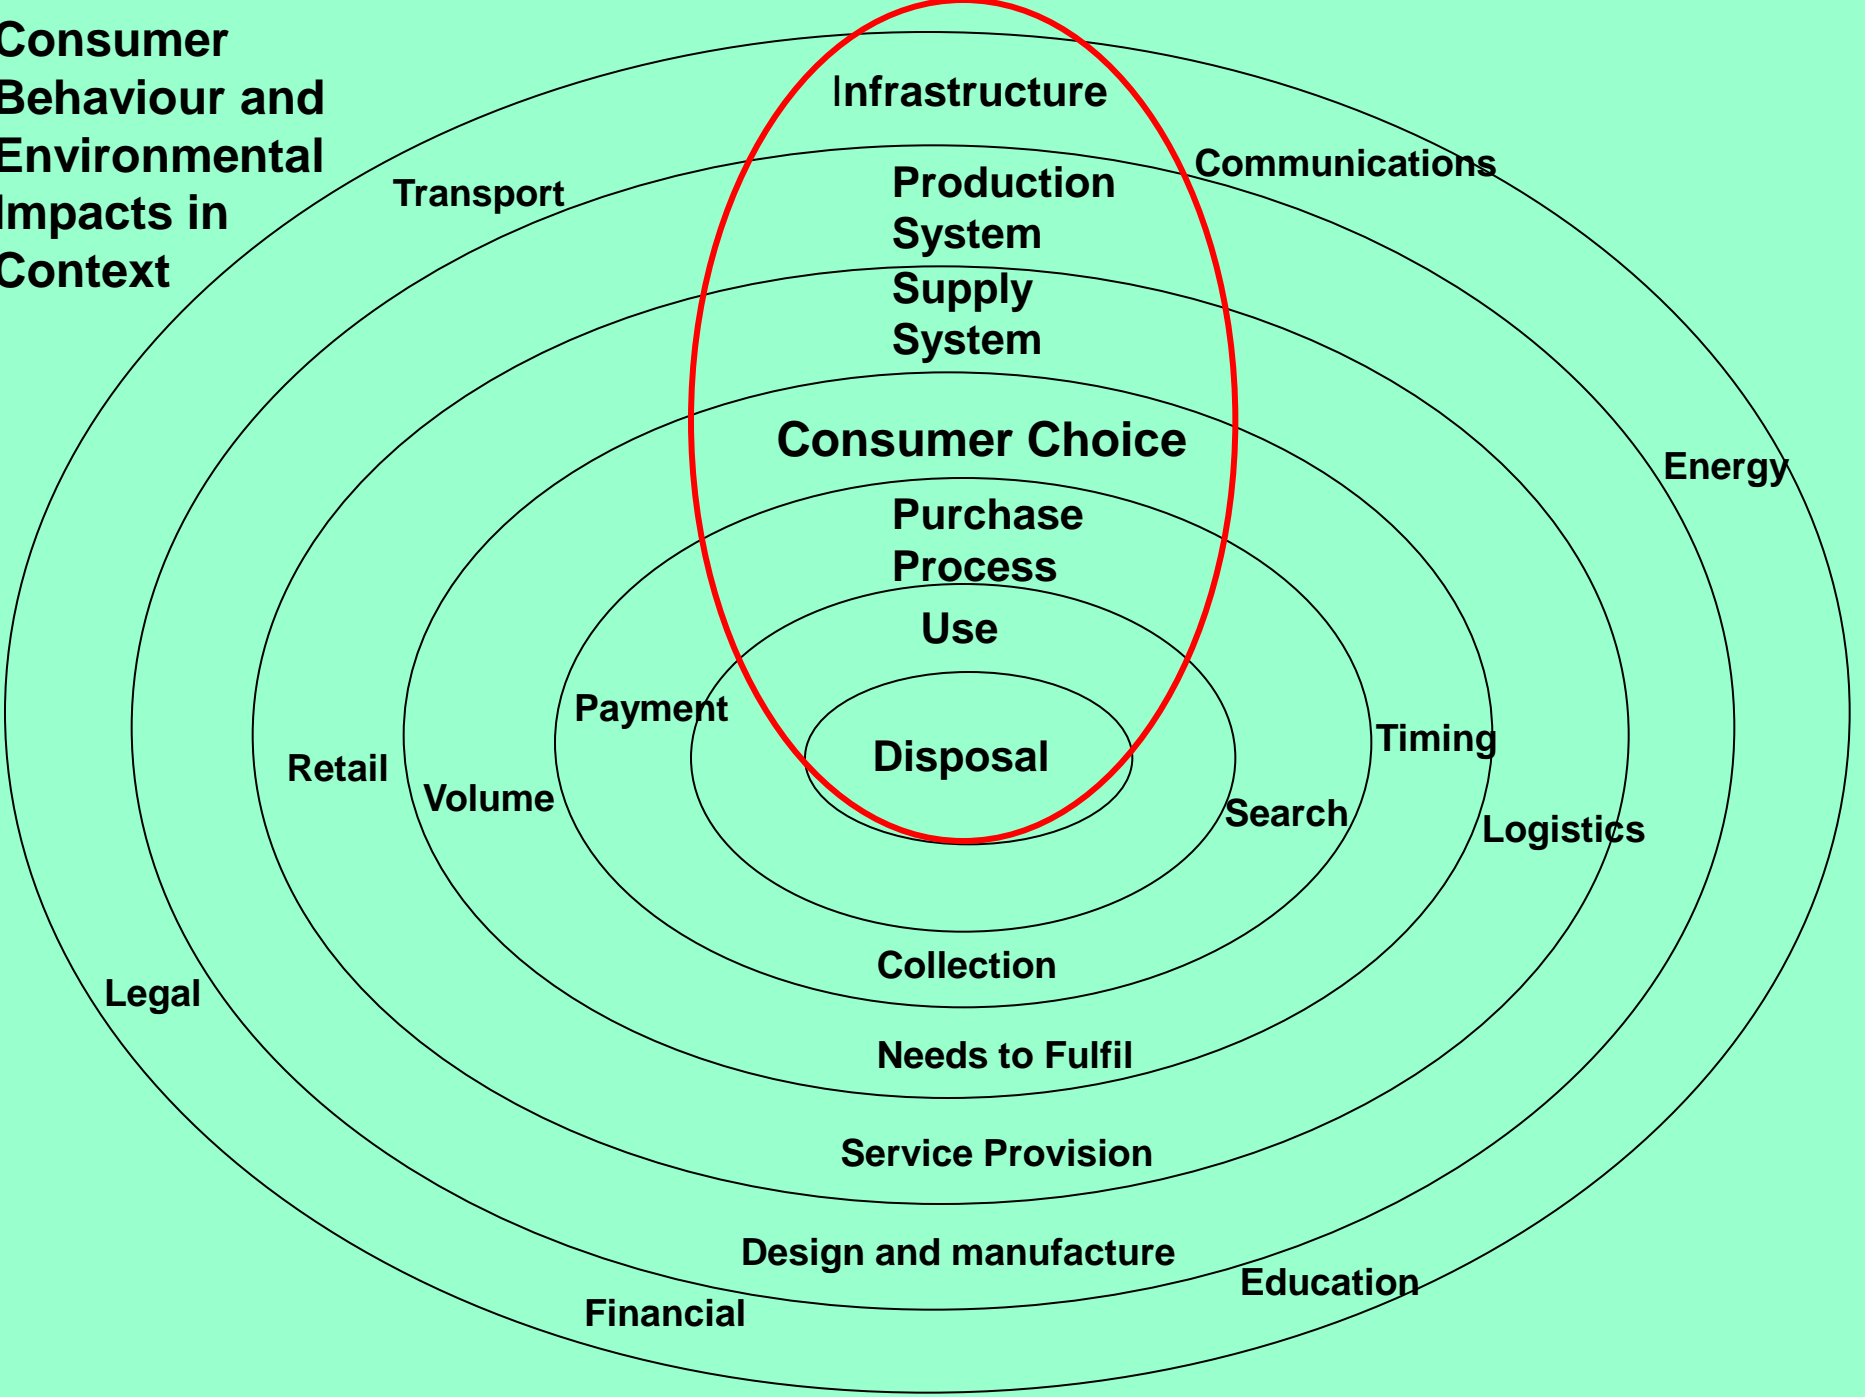 Consumer
Behaviour and
Environmental
Impacts in
Context
Infrastructure
Communications
Transport
Production
System
Supply
System
Consumer Choice
Energy
Purchase
Process
Use
Payment
Timing
Disposal
Retail
Volume
Search
Logistics
Collection
Legal
Needs to Fulfil
Service Provision
Design and manufacture
Education
Financial